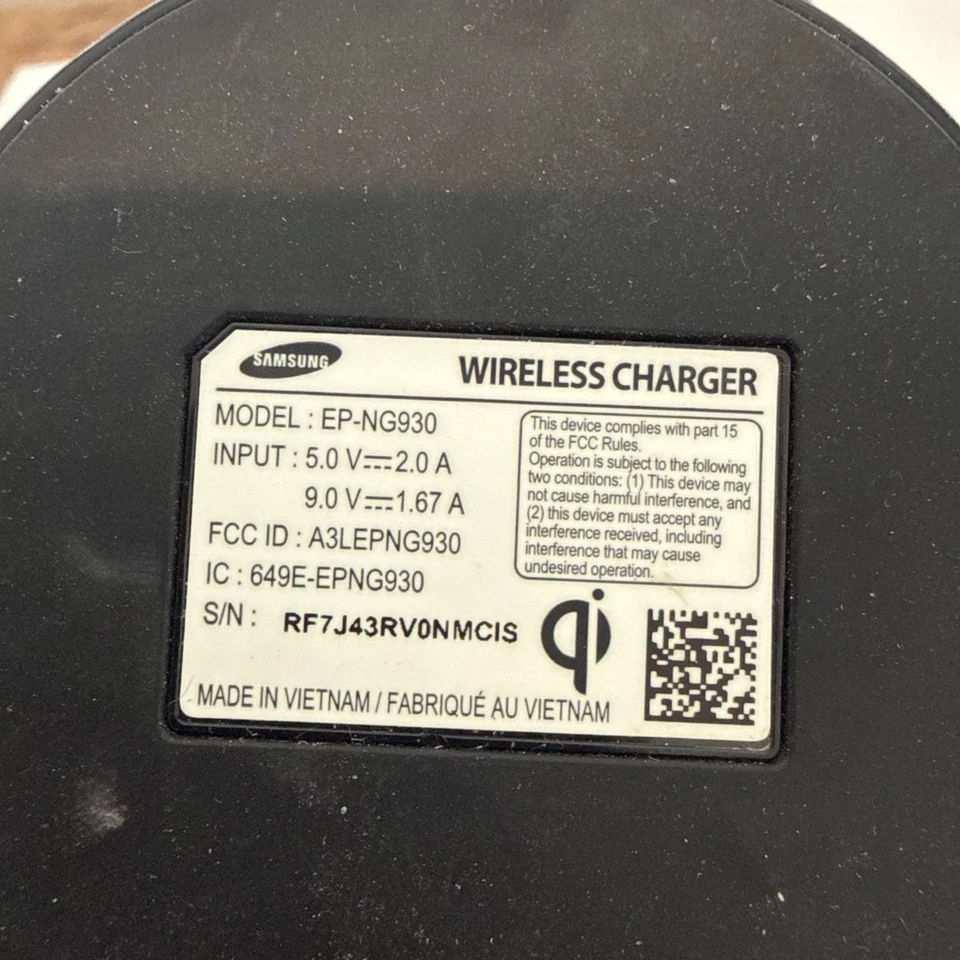 SAMSUNG
WIRELESS CHARGER
MODEL : EP-NG930
INPUT : 5.0 V⎓2.0 A
9.0 V⎓1.67 A
FCC ID : A3LEPNG930
IC : 649E-EPNG930
S/N : RF7J43RV0NMCIS
This device complies with part 15
of the FCC Rules.
Operation is subject to the following
two conditions: (1) This device may
not cause harmful interference, and
(2) this device must accept any
interference received, including
interference that may cause
undesired operation.
qi
MADE IN VIETNAM / FABRIQUÉ AU VIETNAM